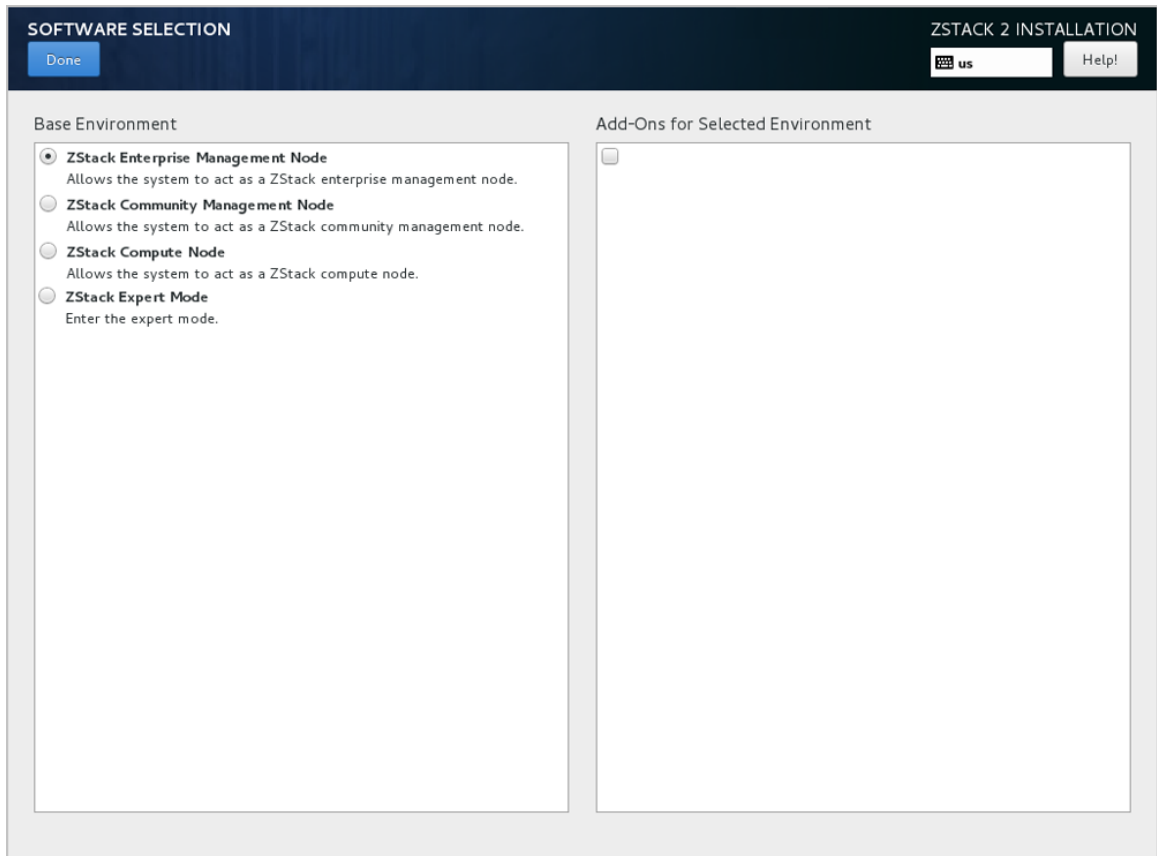 SOFTWARE SELECTION
ZSTACK 2 INSTALLATION
Done
us
Help!
Base Environment
Add-Ons for Selected Environment
ZStack Enterprise Management Node
Allows the system to act as a ZStack enterprise management node.
ZStack Community Management Node
Allows the system to act as a ZStack community management node.
ZStack Compute Node
Allows the system to act as a ZStack compute node.
ZStack Expert Mode
Enter the expert mode.